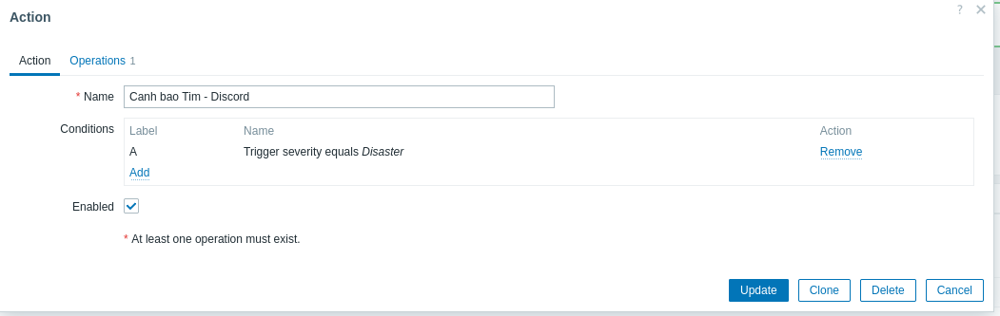 Action
?
Action Operations 1
* Name Canh bao Tim - Discord
Conditions Label Name Action
A Trigger severity equals Disaster Remove
Add
Enabled
* At least one operation must exist.
Update Clone Delete Cancel